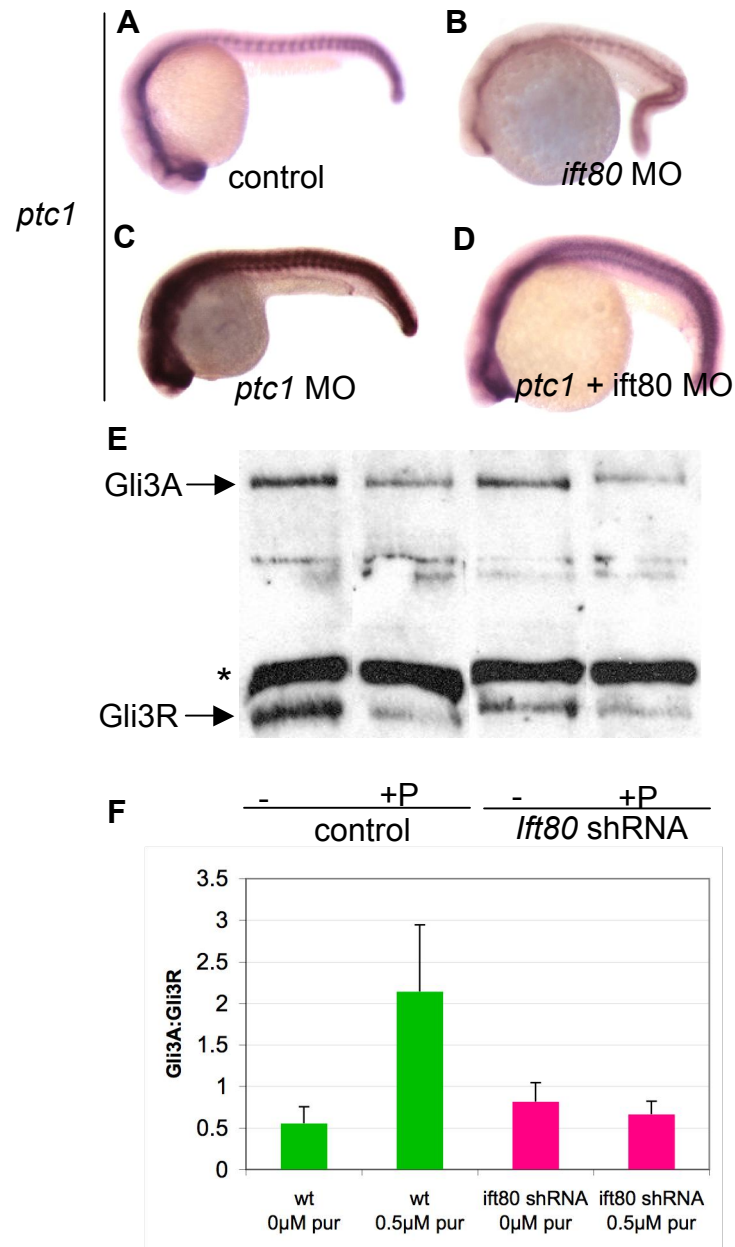 A
B
control
ift80 MO
ptc1
C
D
ptc1 MO
ptc1 + ift80 MO
E
Gli3A
*
Gli3R
- +P - +P
F
control Ift80 shRNA
3.5
3
2.5
2
1.5
1
0.5
0
Gli3A:Gli3R
wt wt ift80 shRNA ift80 shRNA
0μM pur 0.5μM pur 0μM pur 0.5μM pur